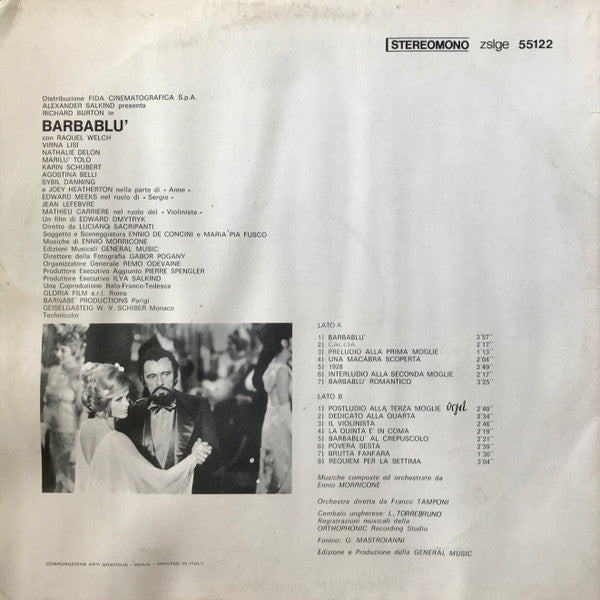 STEREOMONO zslge 55122
Distribuzione FIDA CINEMATOGRAFICA S.p.A.
ALEXANDER SALKIND presenta
RICHARD BURTON in
BARBABLU'
con RAQUEL WELCH
VIRNA LISI
NATHALIE DELON
MARILU' TOLO
KARIN SCHUBERT
AGOSTINA BELLI
SYBIL DANNING
e JOEY HEATHERTON nella parte di « Anne »
EDWARD MEEKS nel ruolo di « Sergio »
JEAN LEFEBVRE
MATHIEU CARRIERE nel ruolo del « Violinista »
Un film di EDWARD DMYTRYK
Diretto da LUCIANO SACRIPANTI
Soggetto e Sceneggiatura ENNIO DE CONCINI e MARIA PIA FUSCO
Musiche di ENNIO MORRICONE
Edizioni Musicali GENERAL MUSIC
Direttore della Fotografia GABOR POGANY
Organizzatore Generale REMO ODEVAINE
Produttore Esecutivo Aggiunto PIERRE SPENGLER
Produttore Esecutivo ILYA SALKIND
Una Coproduzione Italo-Franco-Tedesca
GLORIA FILM s.r.l. Roma
BARNABE' PRODUCTIONS Parigi
GEISELGASTEIG W. V. SCHIBER Monaco
Technicolor
LATO A
1) BARBABLU' 3'57"
2) CACCIA 2'17"
3) PRELUDIO ALLA PRIMA MOGLIE 1'13"
4) UNA MACABRA SCOPERTA 2'04"
5) 1928 2'49"
6) INTERLUDIO ALLA SECONDA MOGLIE 2'17"
7) BARBABLU' ROMANTICO 3'25"
LATO B
1) POSTLUDIO ALLA TERZA MOGLIE 2'40"
2) DEDICATO ALLA QUARTA 2'34"
3) IL VIOLINISTA 2'46"
4) LA QUINTA E' IN COMA 2'19"
5) BARBABLU' AL CREPUSCOLO 2'21"
6) POVERA SESTA 2'39"
7) BRUTTA FANFARA 1'30"
8) REQUIEM PER LA SETTIMA 3'04"
Musiche composte ed orchestrate da
Ennio MORRICONE
Orchestra diretta da Franco TAMPONI
Cembalo ungherese L. TORREBRUNO
Registrazioni musicali della
ORTHOPHONIC Recording Studio
Fonico: G. MASTROIANNI
Edizione e Produzione della GENERAL MUSIC
CORPORAZIONE ARTI GRAFICHE - ROMA - PRINTED IN ITALY